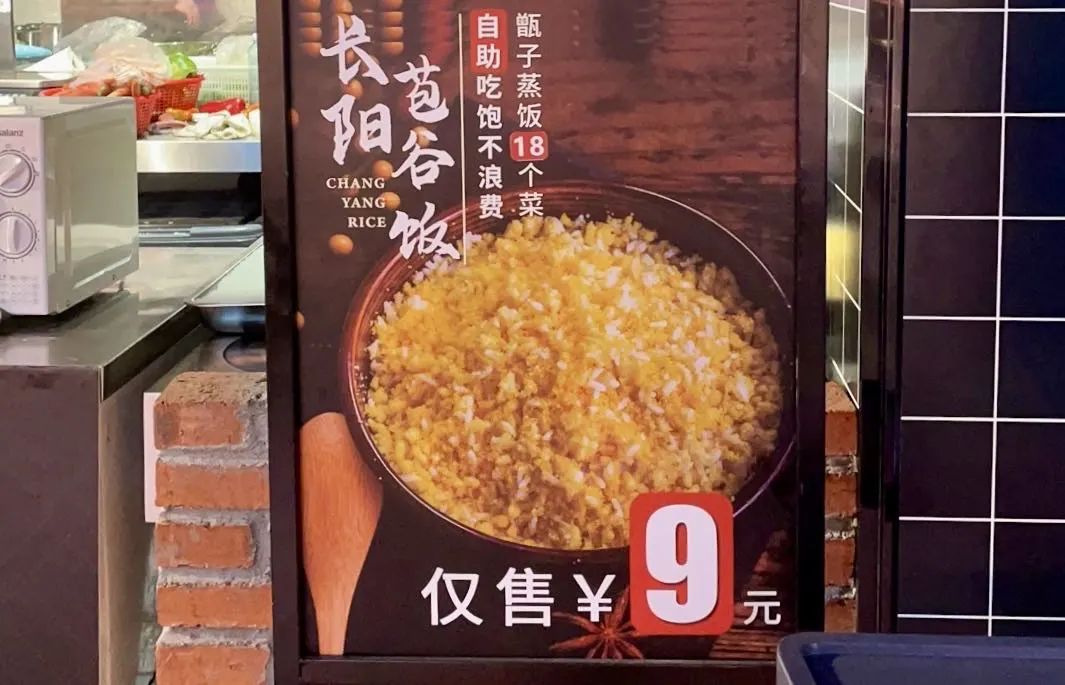 长阳
苞谷饭
CHANG
YANG
RICE
甑子蒸饭18个菜
自助吃饱不浪费
仅售¥9元